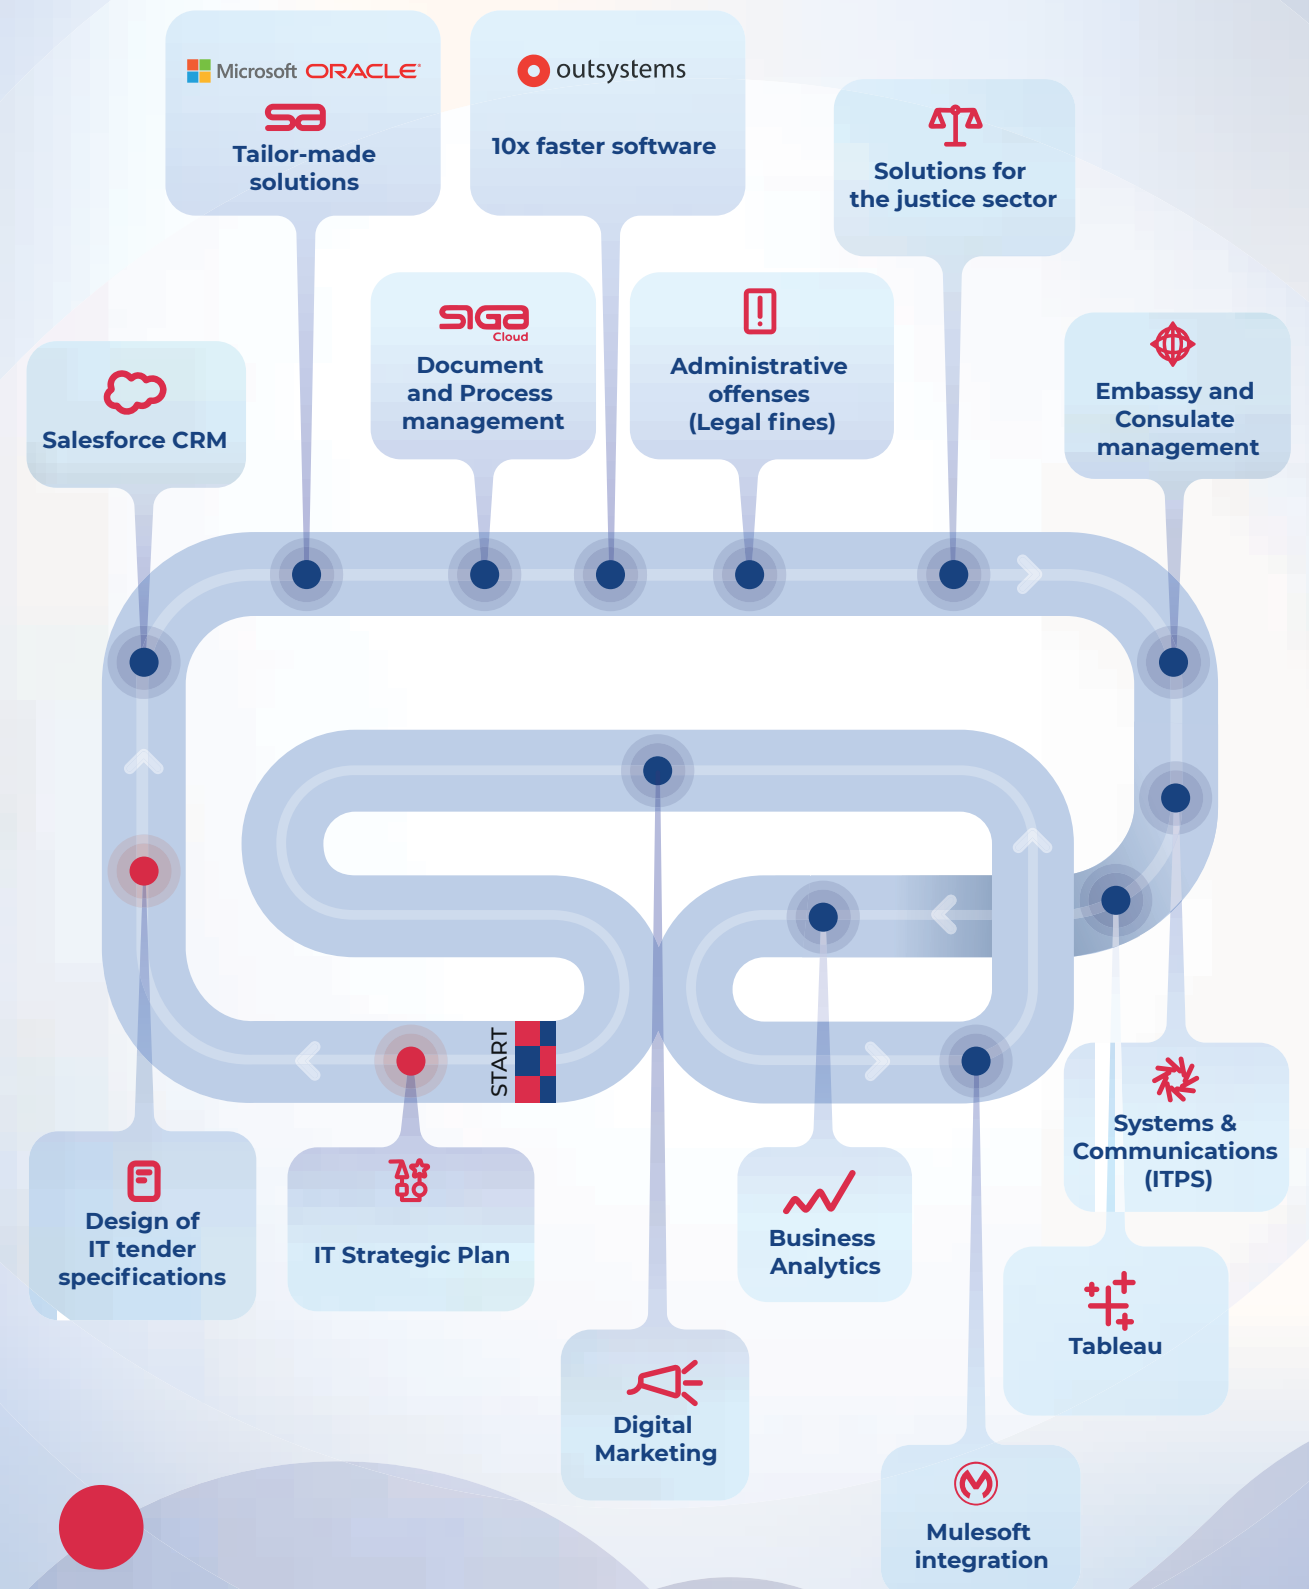 Microsoft ORACLE
sa
Tailor-made
solutions
outsystems
10x faster software
Solutions for
the justice sector
SIGA
Cloud
Document
and Process
management
Administrative
offenses
(Legal fines)
Embassy and
Consulate
management
Salesforce CRM
START
Design of
IT tender
specifications
IT Strategic Plan
Business
Analytics
Systems &
Communications
(ITPS)
Tableau
Digital
Marketing
Mulesoft
integration